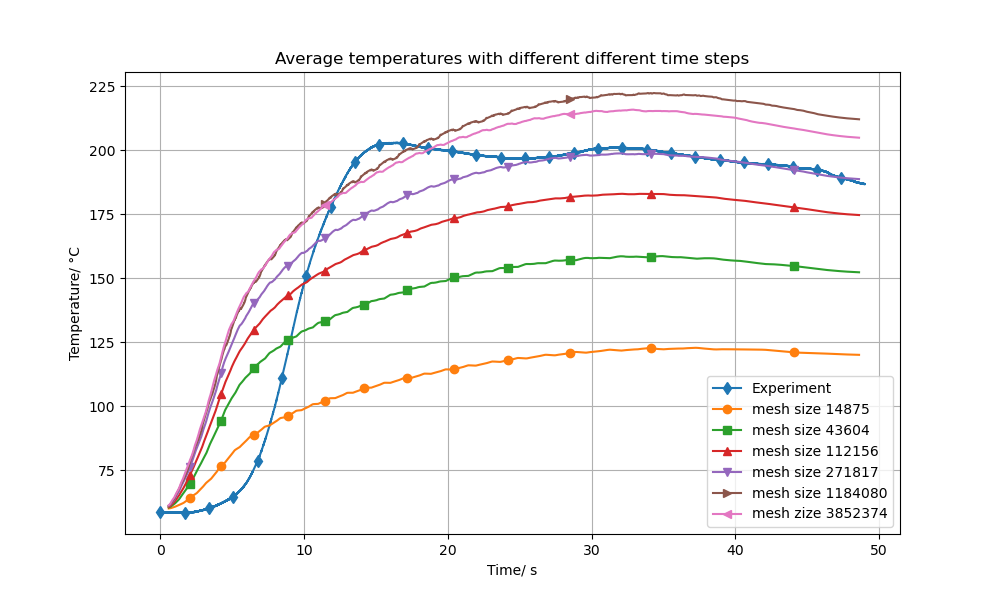 Average temperatures with different different time steps
225
200
175
150
125
100
75
Temperature/ °C
0 10 20 30 40 50
Time/ s
Experiment
mesh size 14875
mesh size 43604
mesh size 112156
mesh size 271817
mesh size 1184080
mesh zize 3852374